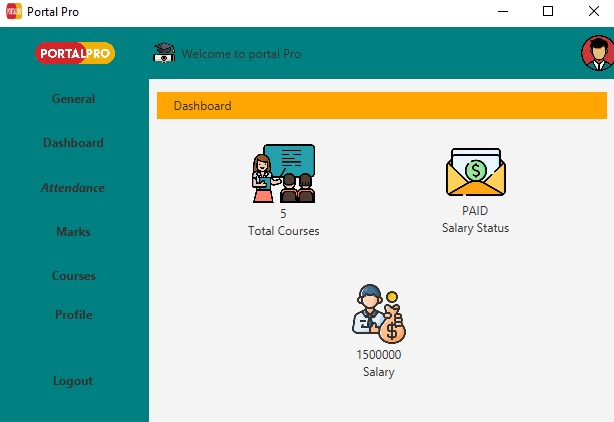 Portal Pro
PORTALPRO
Welcome to portal Pro
General
Dashboard
Attendance
Marks
Courses
Profile
Logout
Dashboard
5
Total Courses
PAID
Salary Status
1500000
Salary